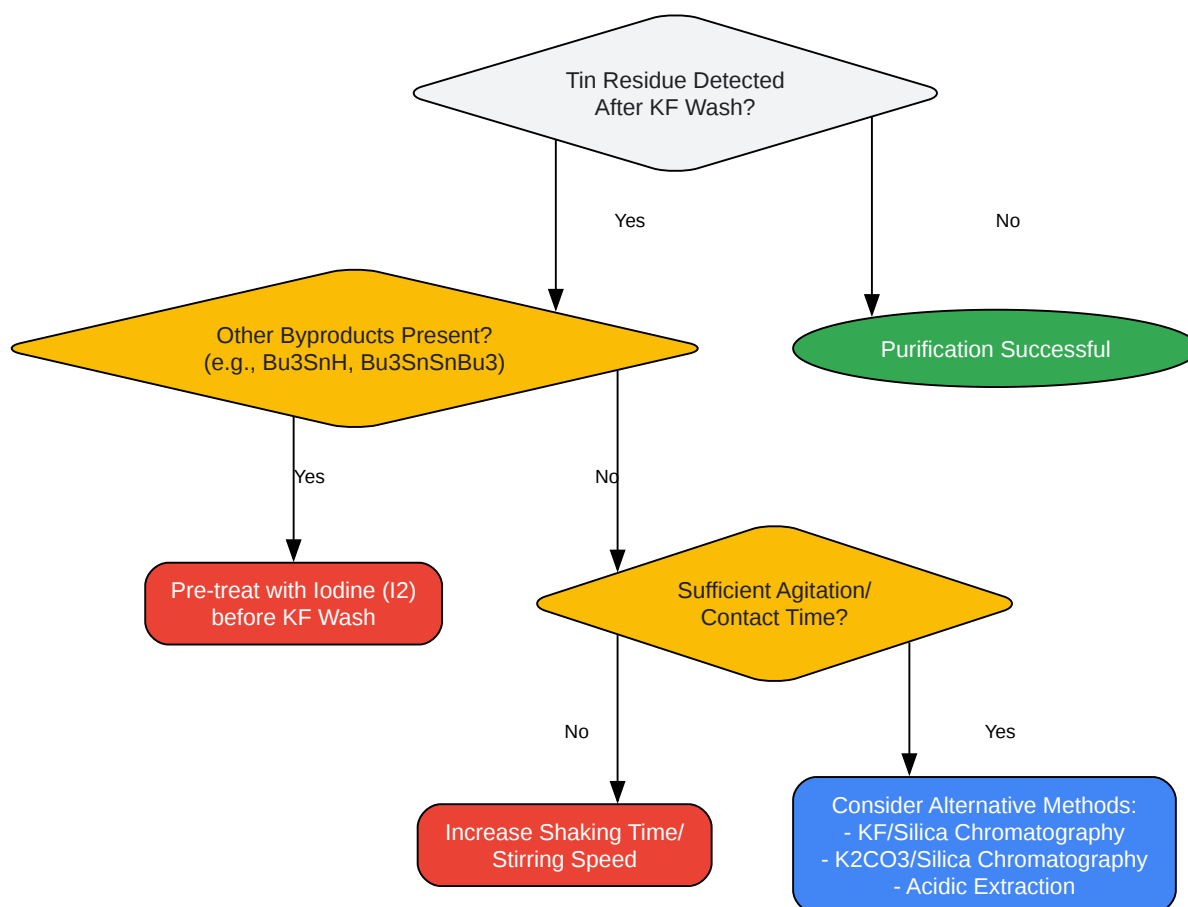 Tin Residue Detected
After KF Wash?
Yes
No
Other Byproducts Present?
(e.g., Bu3SnH, Bu3SnSnBu3)
Purification Successful
Yes
No
Pre-treat with Iodine (I2)
before KF Wash
Sufficient Agitation/
Contact Time?
No
Yes
Increase Shaking Time/
Stirring Speed
Consider Alternative Methods:
- KF/Silica Chromatography
- K2CO3/Silica Chromatography
- Acidic Extraction